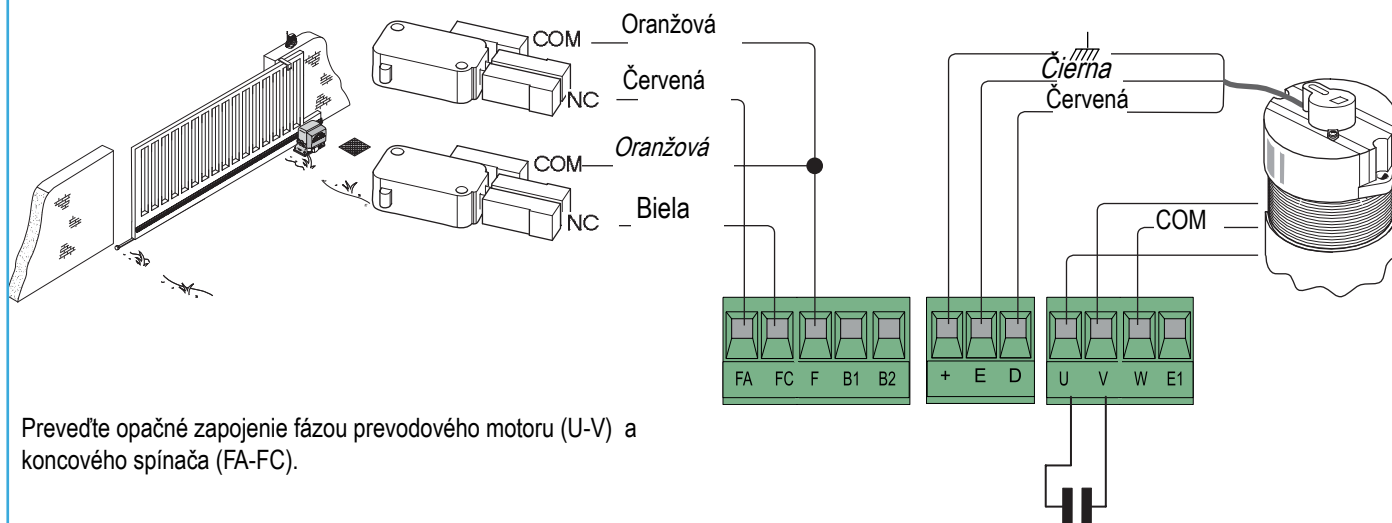 COM Oranžová
NC Červená
COM Oranžová
NC Biela
Čierna
Červená
COM
FA FC F B1 B2
+ E D
U V W E1
Preveďte opačné zapojenie fázou prevodového motoru (U-V) a
koncového spínača (FA-FC).